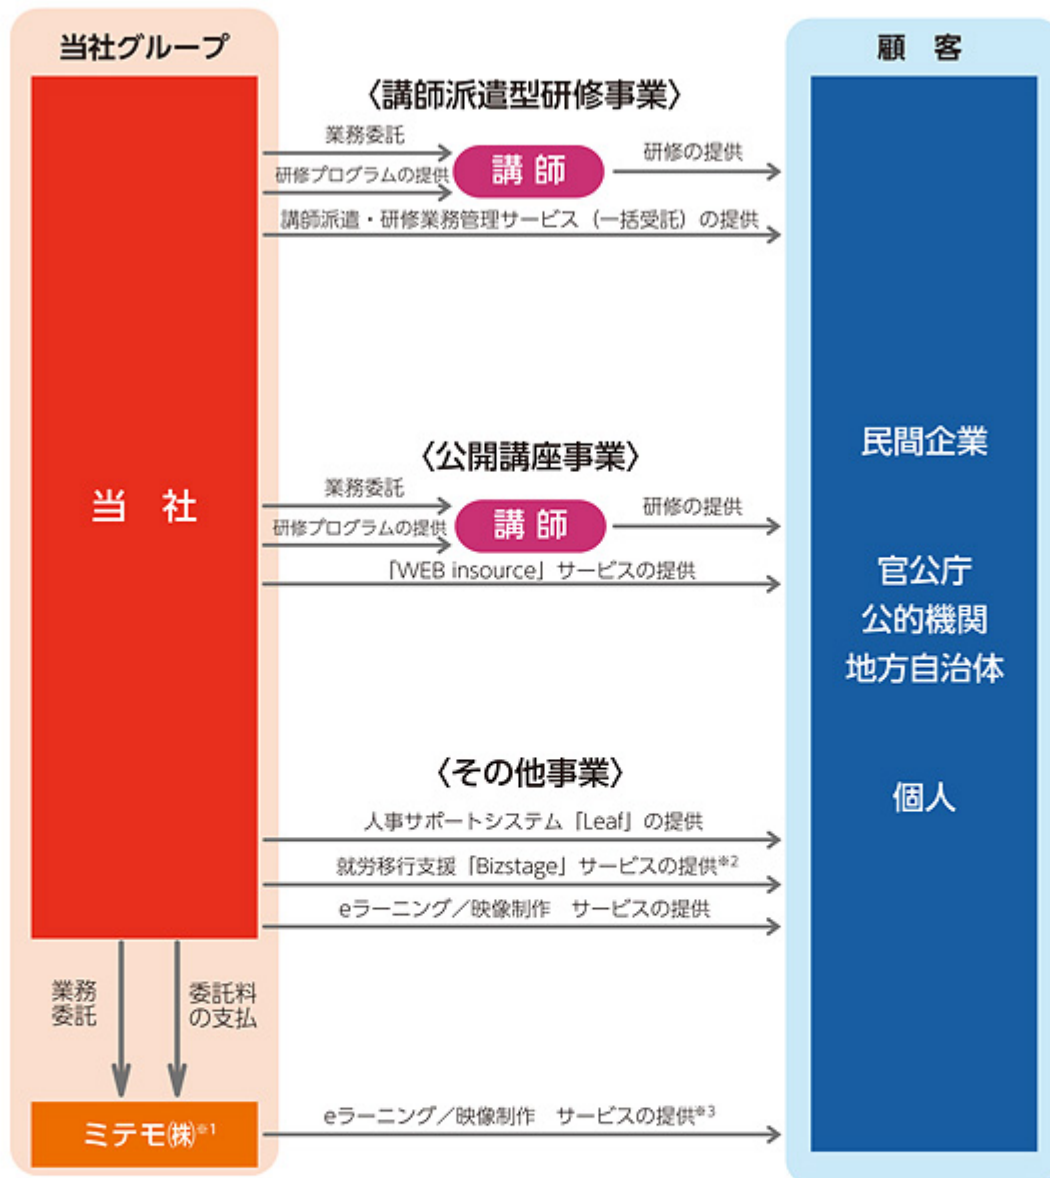 当社グループ
顧 客
〈講師派遣型研修事業〉
業務委託
講 師
研修の提供
研修プログラムの提供
講師派遣・研修業務管理サービス（一括受託）の提供
民間企業
〈公開講座事業〉
業務委託
当 社
講 師
研修の提供
研修プログラムの提供
「WEB insource」サービスの提供
官公庁
公的機関
地方自治体
〈その他事業〉
個人
人事サポートシステム「Leaf」の提供
就労移行支援「Bizstage」サービスの提供※2
eラーニング／映像制作 サービスの提供
業務
委託
委託料
の支払
ミテモ㈱※1
eラーニング／映像制作 サービスの提供※3